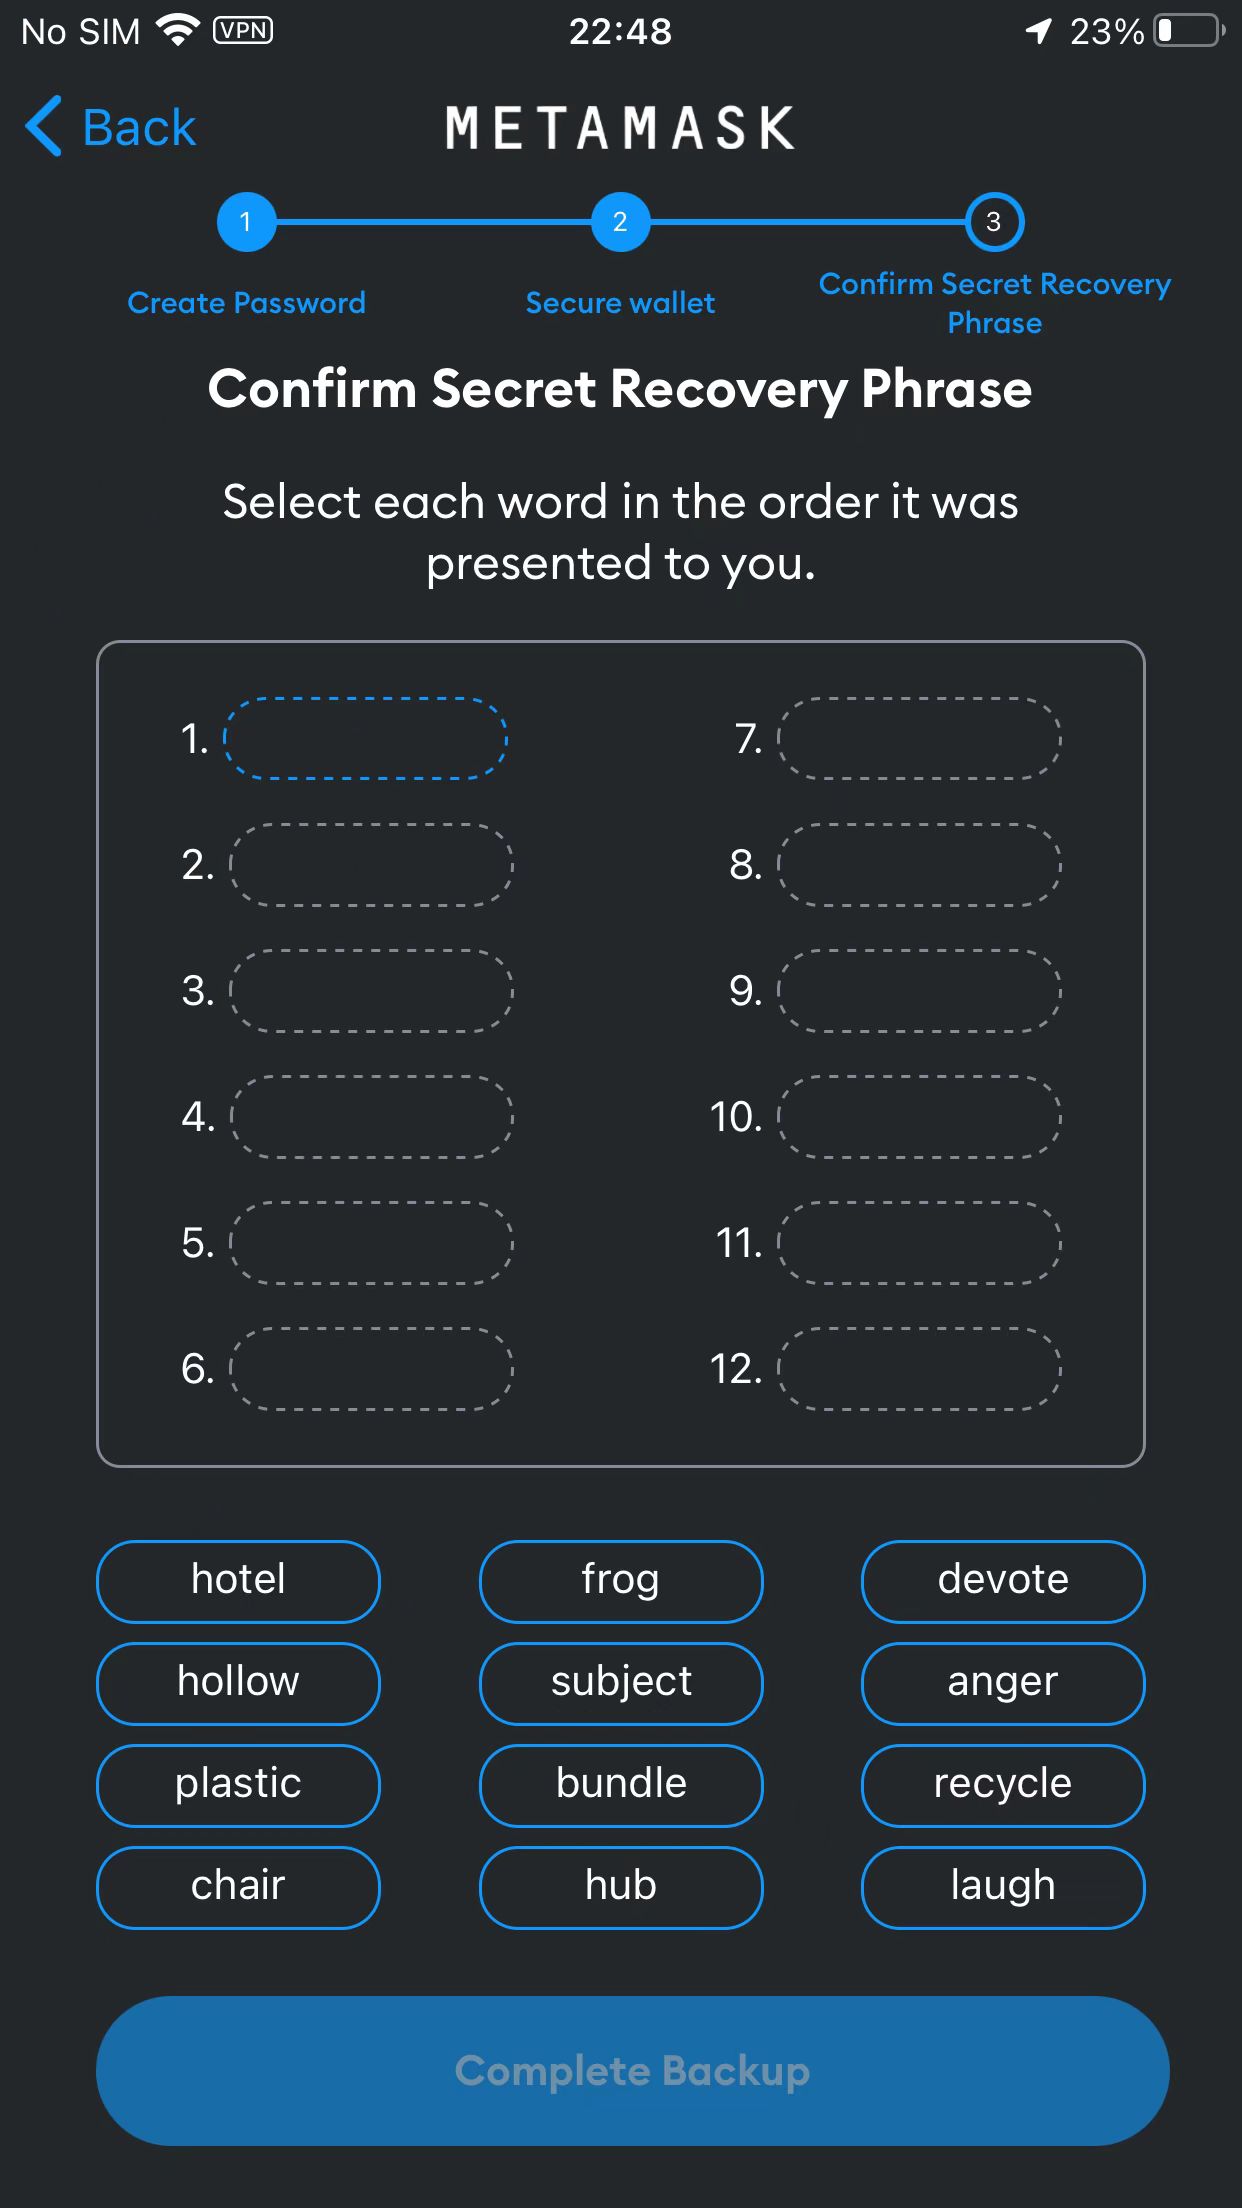 No SIM VPN 22:48 23%
Back METAMASK
1 2 3
Create Password Secure wallet Confirm Secret Recovery
Phrase
Confirm Secret Recovery Phrase
Select each word in the order it was
presented to you.
1. 7.
2. 8.
3. 9.
4. 10.
5. 11.
6. 12.
hotel frog devote
hollow subject anger
plastic bundle recycle
chair hub laugh
Complete Backup